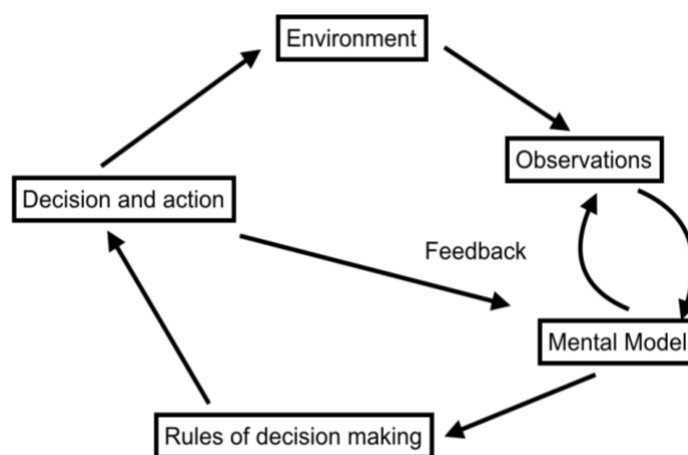 Environment
Observations
Decision and action
Feedback
Mental Model
Rules of decision making